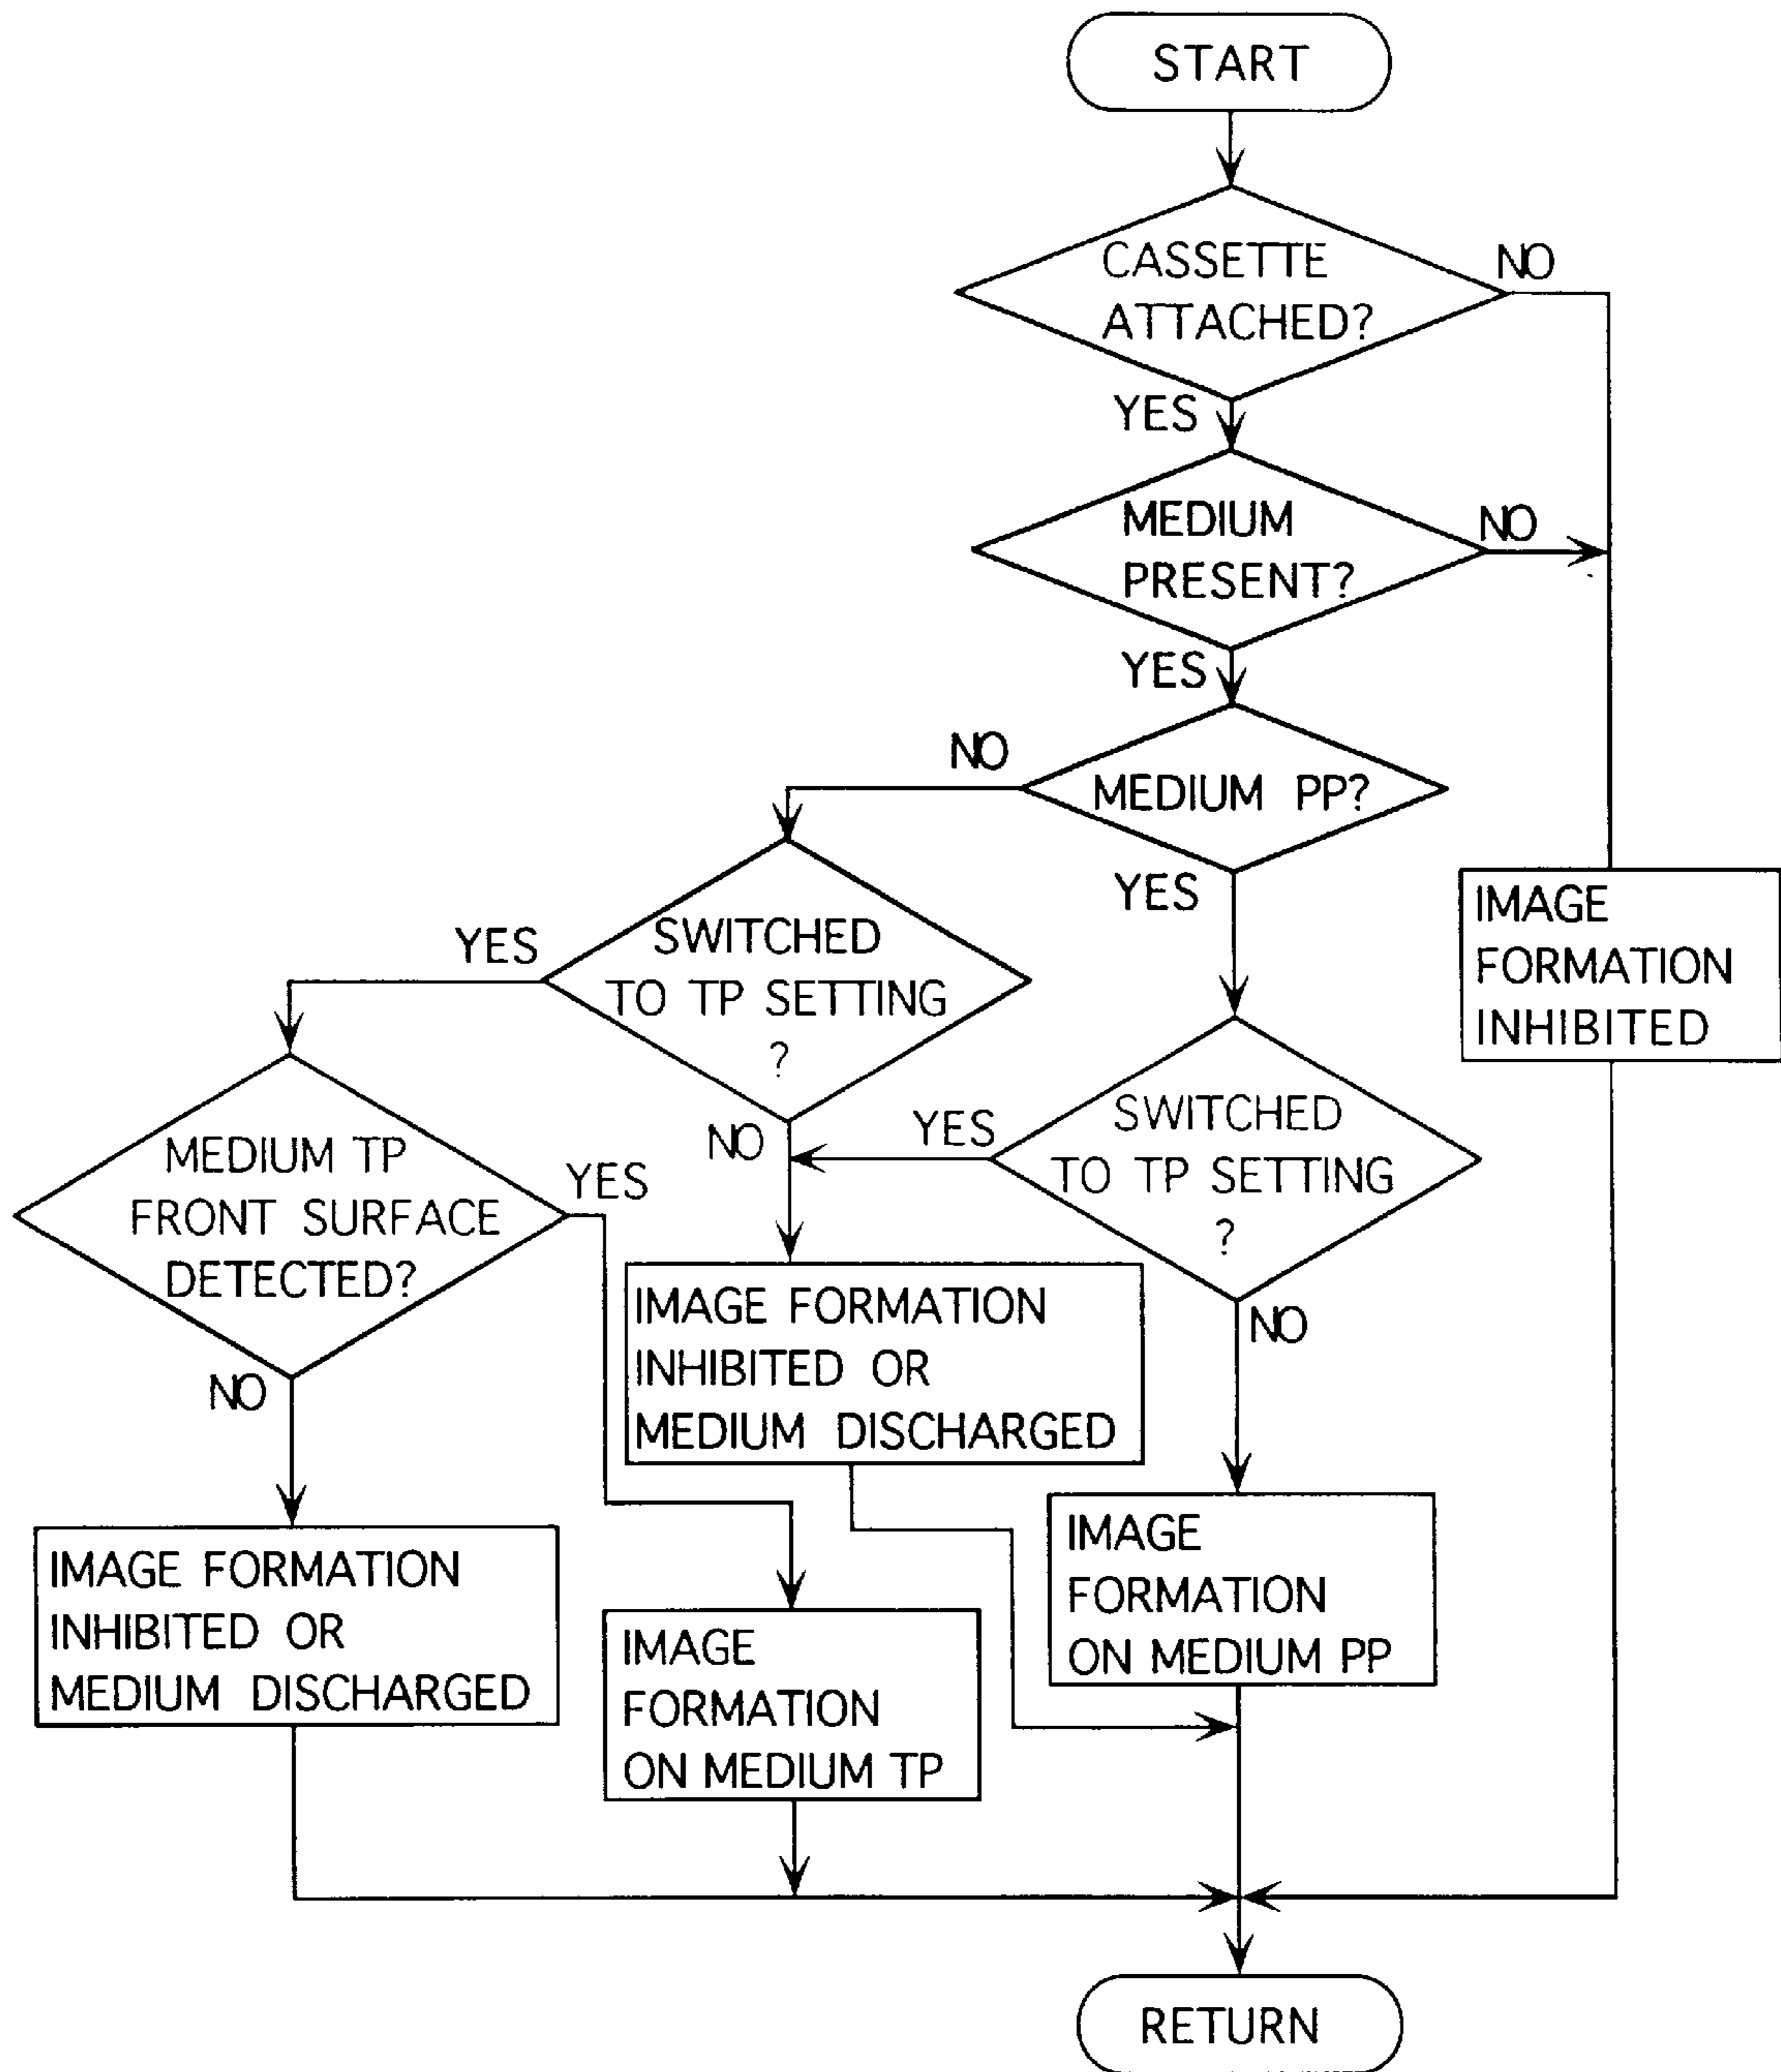 START
CASSETTE
ATTACHED?
NO
YES
MEDIUM
PRESENT?
NO
YES
MEDIUM PP?
NO
YES
SWITCHED
TO TP SETTING
?
YES
NO
IMAGE
FORMATION
INHIBITED
SWITCHED
TO TP SETTING
?
YES
NO
MEDIUM TP
FRONT SURFACE
DETECTED?
YES
NO
IMAGE FORMATION
INHIBITED OR
MEDIUM DISCHARGED
IMAGE
FORMATION
ON MEDIUM PP
IMAGE FORMATION
INHIBITED OR
MEDIUM DISCHARGED
IMAGE
FORMATION
ON MEDIUM TP
RETURN